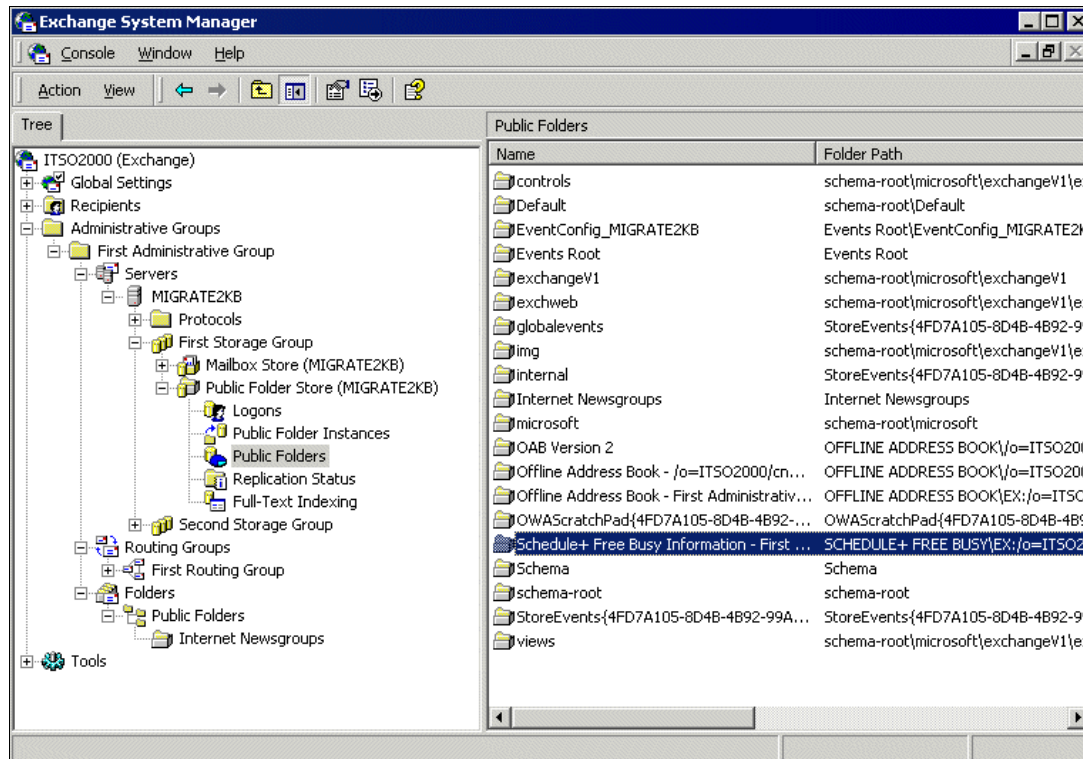 Exchange System Manager
Console Window Help
Action View
Tree
Public Folders
ITSO2000 (Exchange)
Global Settings
Recipients
Administrative Groups
First Administrative Group
Servers
MIGRATE2KB
Protocols
First Storage Group
Mailbox Store (MIGRATE2KB)
Public Folder Store (MIGRATE2KB)
Logons
Public Folder Instances
Public Folders
Replication Status
Full-Text Indexing
Second Storage Group
Routing Groups
First Routing Group
Folders
Public Folders
Internet Newsgroups
Tools
Name Folder Path
controls schema-root\microsoft\exchangeV1\e
Default schema-root\Default
EventConfig_MIGRATE2KB Events Root\EventConfig_MIGRATE2K
Events Root Events Root
exchangeV1 schema-root\microsoft\exchangeV1
exchweb schema-root\microsoft\exchangeV1\e
globalevents StoreEvents{4FD7A105-8D4B-4B92-9
img schema-root\microsoft\exchangeV1\e
internal StoreEvents{4FD7A105-8D4B-4B92-9
Internet Newsgroups Internet Newsgroups
microsoft schema-root\microsoft
OAB Version 2 OFFLINE ADDRESS BOOK\/o=ITSO200
Offline Address Book - /o=ITSO2000/cn... OFFLINE ADDRESS BOOK\/o=ITSO200
Offline Address Book - First Administrativ... OFFLINE ADDRESS BOOK\EX:/o=ITSO
OWAScratchPad{4FD7A105-8D4B-4B92-... OWAScratchPad{4FD7A105-8D4B-4B9
Schedule+ Free Busy Information - First ... SCHEDULE+ FREE BUSY\EX:/o=ITSO2
Schema Schema
schema-root schema-root
StoreEvents{4FD7A105-8D4B-4B92-99A... StoreEvents{4FD7A105-8D4B-4B92-9
views schema-root\microsoft\exchangeV1\e